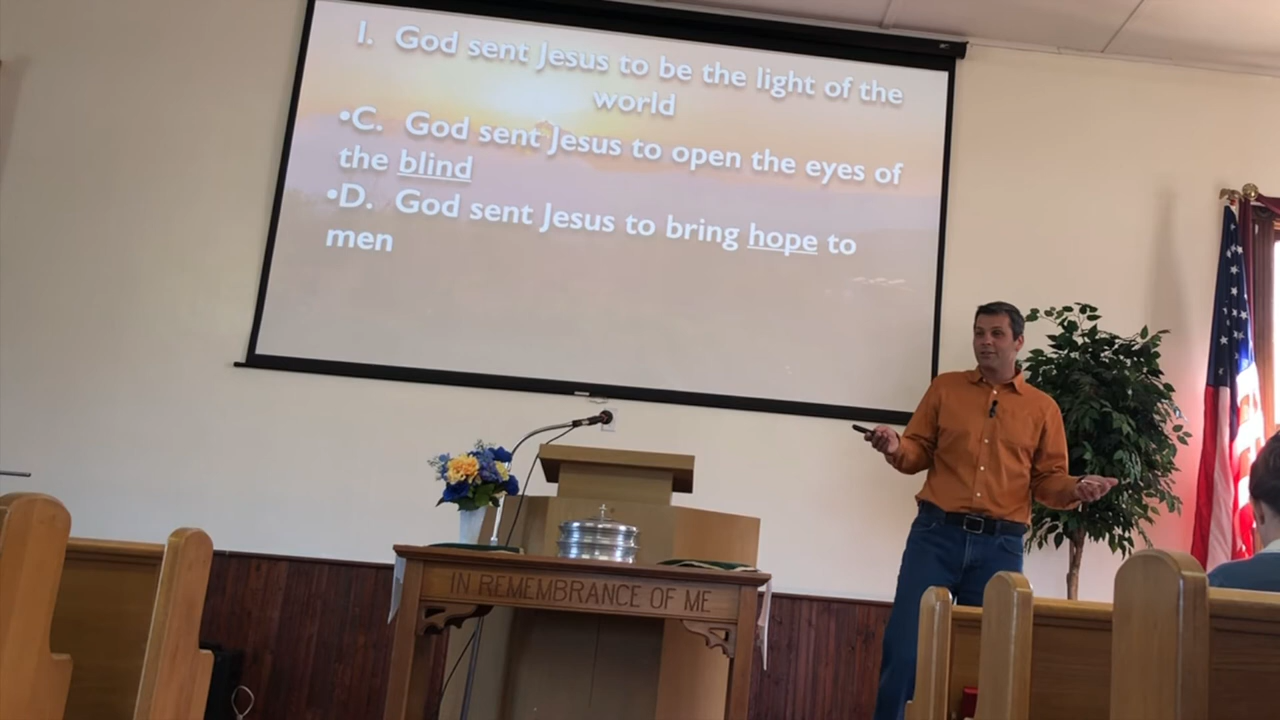 I. God sent Jesus to be the light of the
world
•C. God sent Jesus to open the eyes of
the blind
•D. God sent Jesus to bring hope to
men
IN REMEMBRANCE OF ME